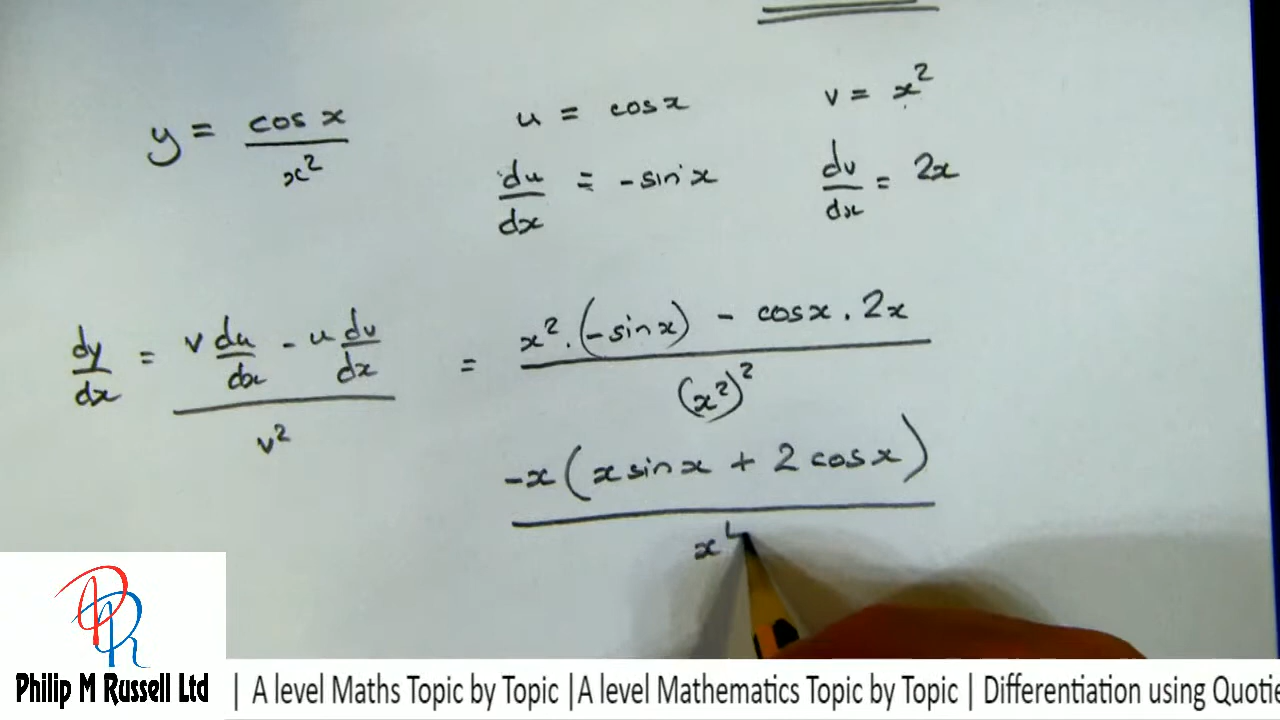 y = cos x / x²
u = cos x
v = x²
du/dx = -sin x
dv/dx = 2x
dy/dx = (v du/dx - u dv/dx) / v² = (x² . (-sin x) - cos x . 2x) / (x²)²
-x (x sin x + 2 cos x) / x⁴
PR
Philip M Russell Ltd
| A level Maths Topic by Topic |A level Mathematics Topic by Topic | Differentiation using Quotie